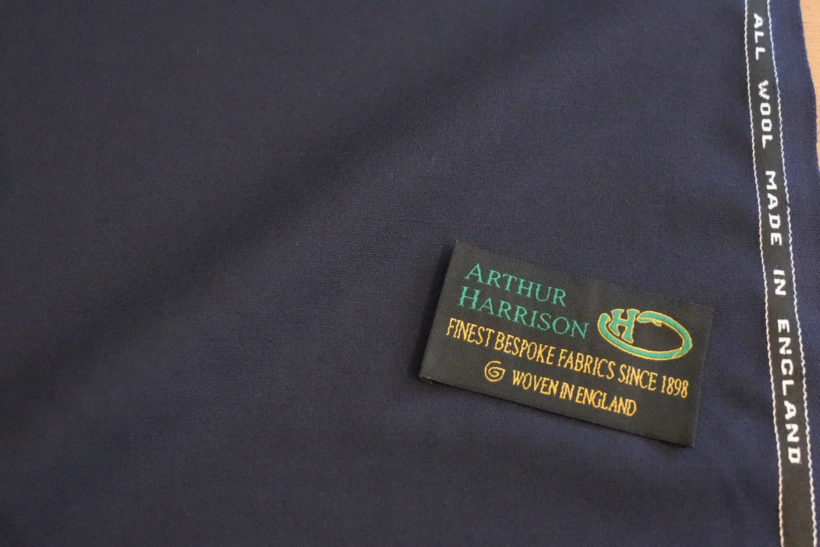 ARTHUR
HARRISON
H
FINEST BESPOKE FABRICS SINCE 1898
WOVEN IN ENGLAND
ALL WOOL MADE IN ENGLAND